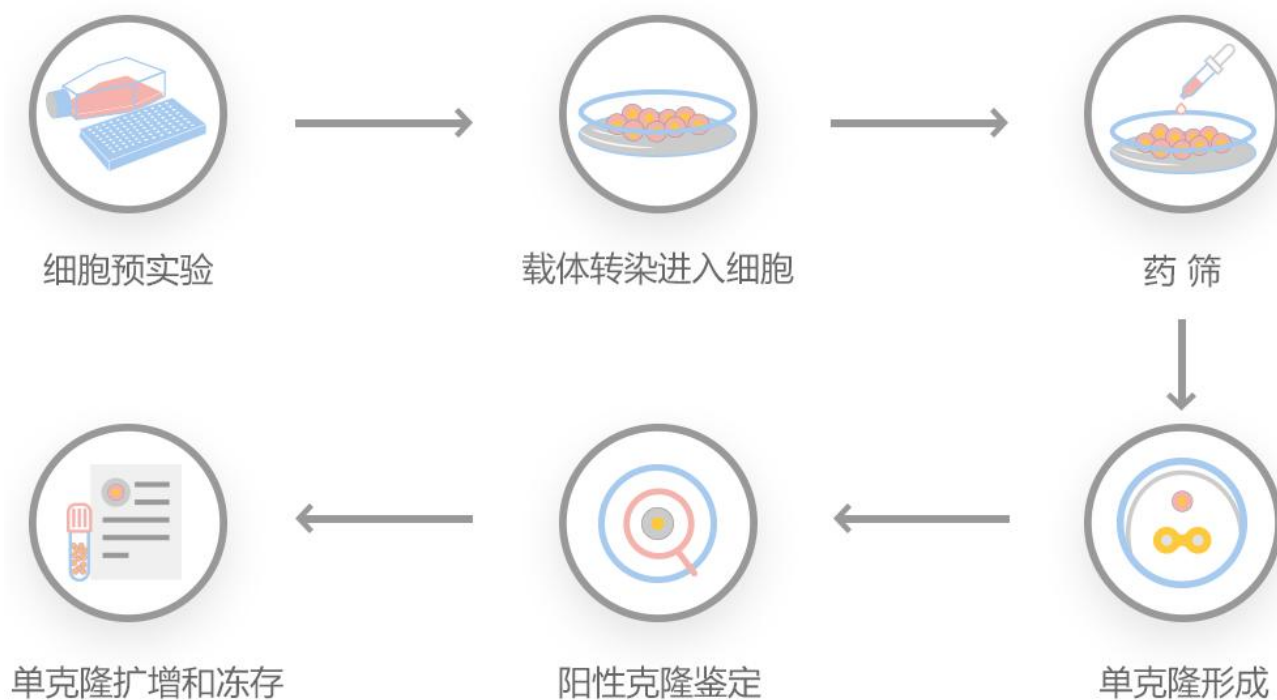 细胞预实验
载体转染进入细胞
药 筛
单克隆形成
阳性克隆鉴定
单克隆扩增和冻存